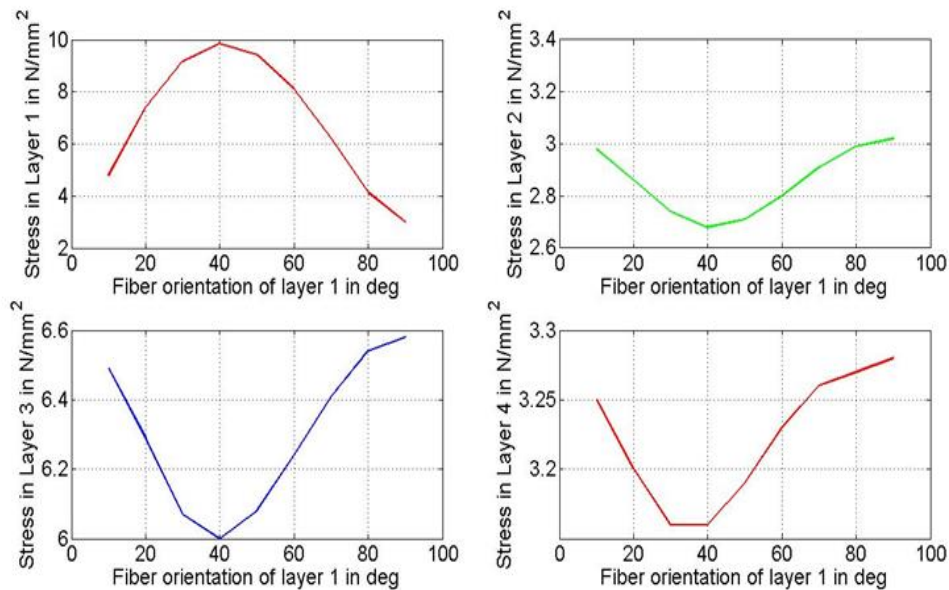 Stress in Layer 1 in N/mm²
10
8
6
4
2
0 20 40 60 80 100
Fiber orientation of layer 1 in deg
Stress in Layer 2 in N/mm²
3.4
3.2
3
2.8
2.6
0 20 40 60 80 100
Fiber orientation of layer 1 in deg
Stress in Layer 3 in N/mm²
6.6
6.4
6.2
6
0 20 40 60 80 100
Fiber orientation of layer 1 in deg
Stress in Layer 4 in N/mm²
3.3
3.25
3.2
0 20 40 60 80 100
Fiber orientation of layer 1 in deg